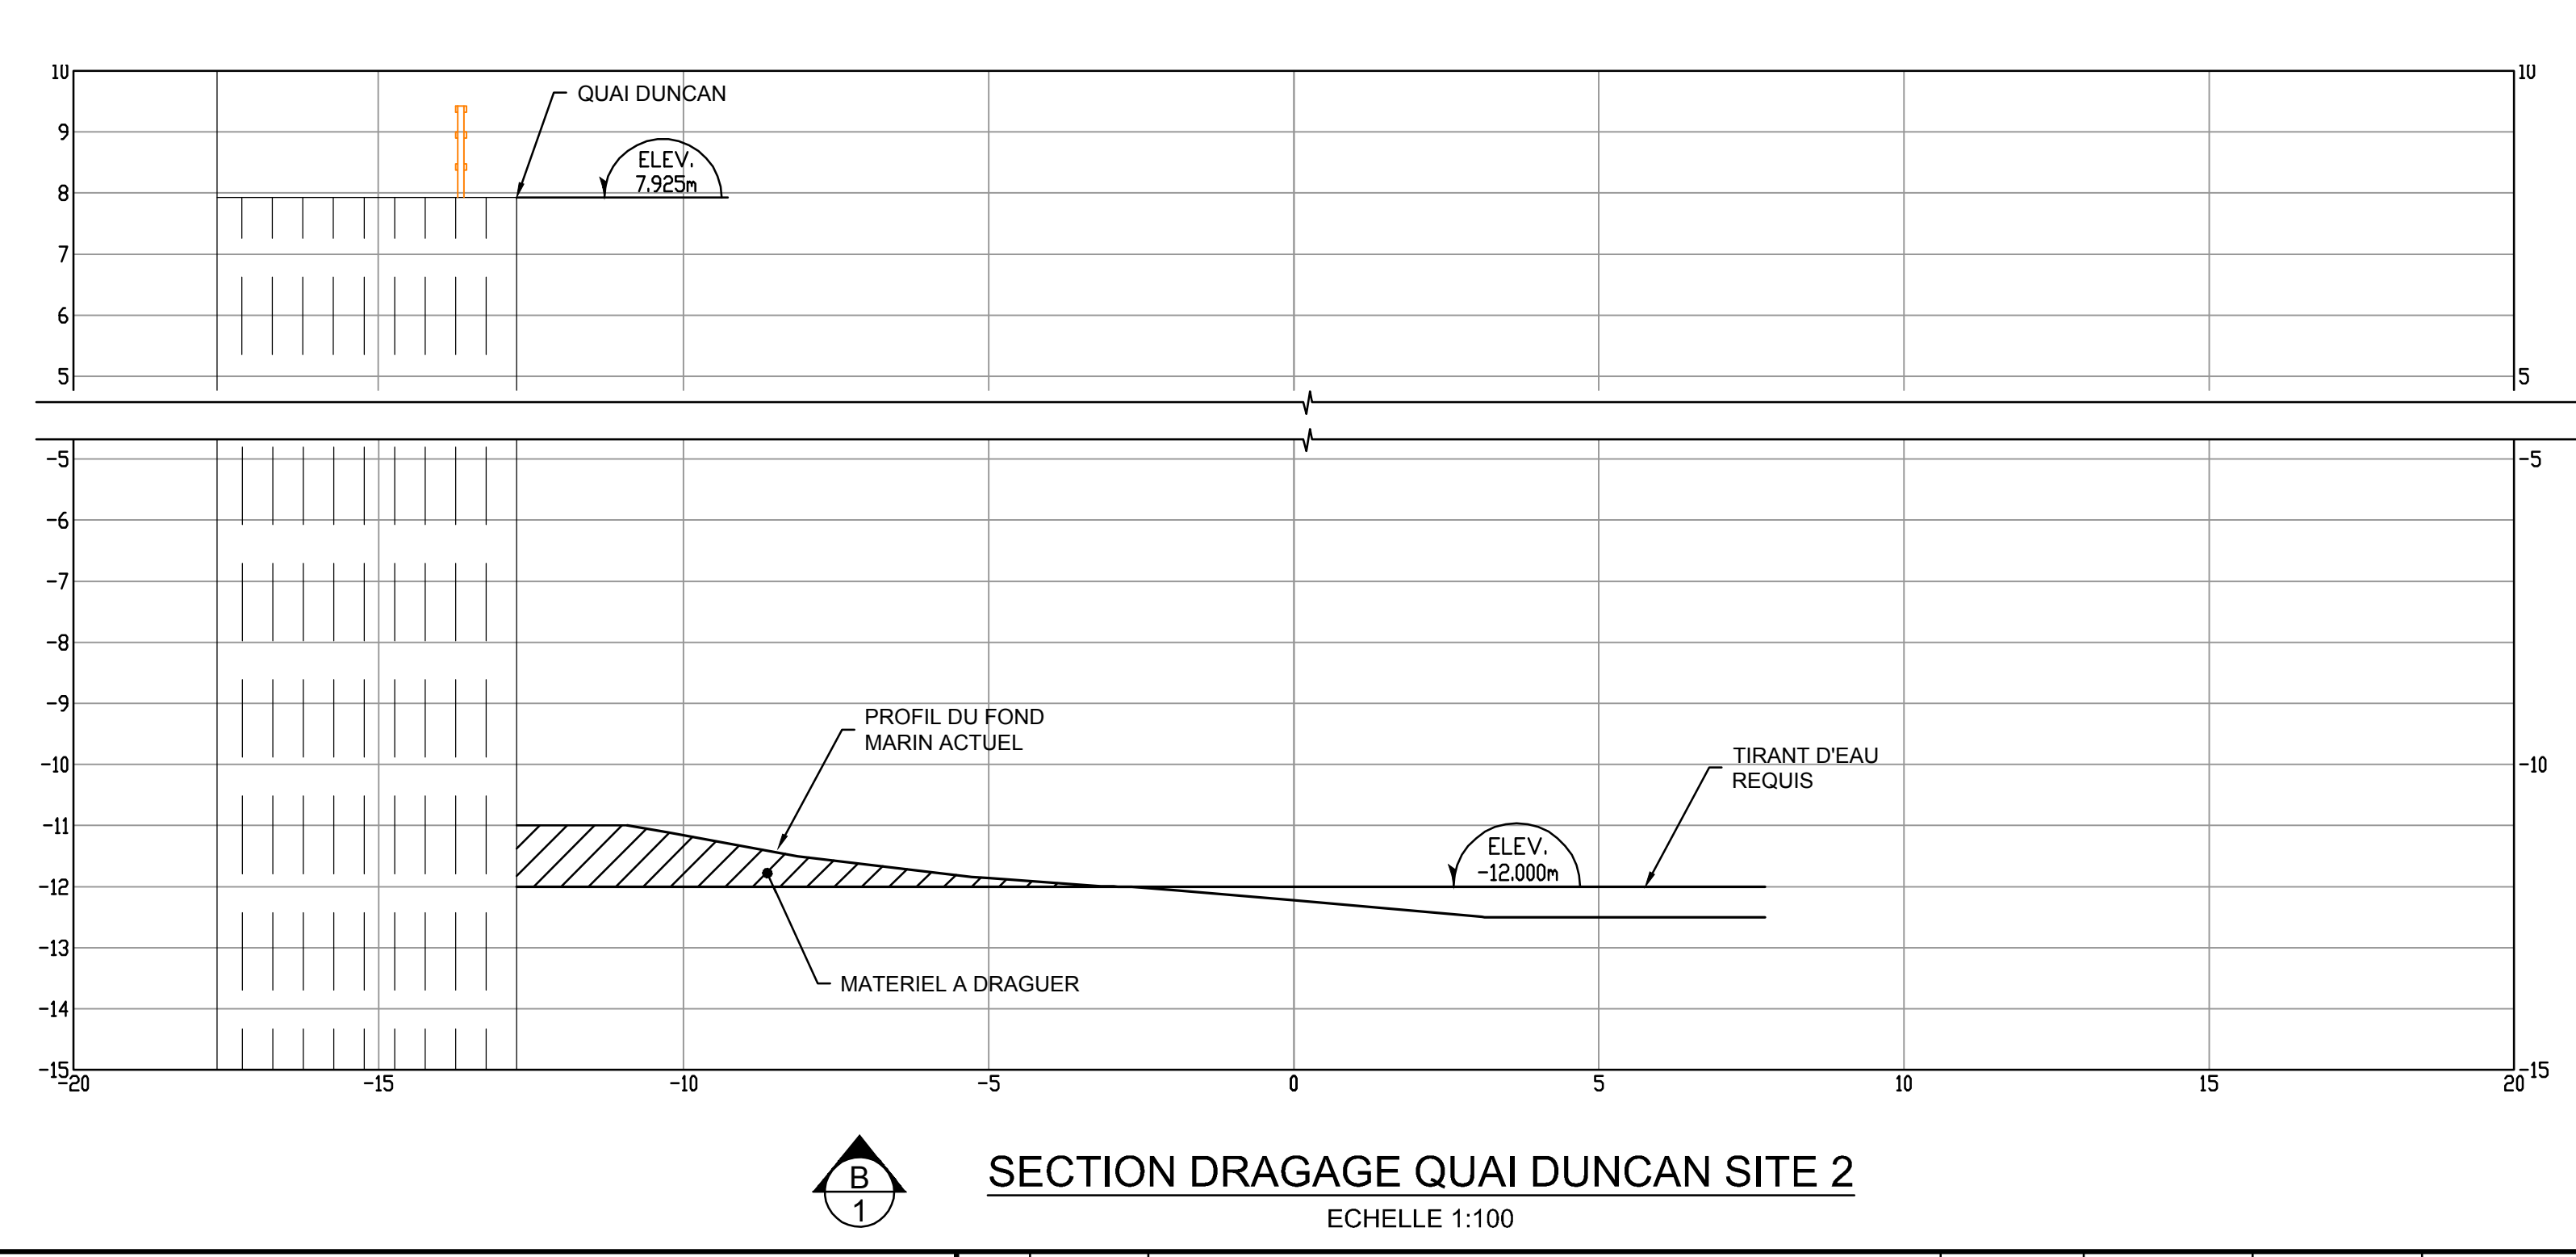 10
10
QUAI DUNCAN
9
ELEV.
7.925m
8
7
6
5
5
-5
-5
-6
-7
-8
-9
PROFIL DU FOND
MARIN ACTUEL
TIRANT D'EAU
REQUIS
-10
-10
-11
ELEV.
-12.000m
-12
-13
MATERIEL A DRAGUER
-14
-15
-15
-20 -15 -10 -5 0 5 10 15 20
B
1
SECTION DRAGAGE QUAI DUNCAN SITE 2
ECHELLE 1:100